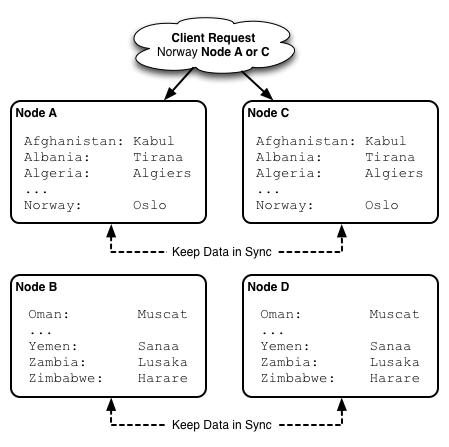 Client Request
Norway Node A or C
Node A
Afghanistan: Kabul
Albania: Tirana
Algeria: Algiers
...
Norway: Oslo
Node C
Afghanistan: Kabul
Albania: Tirana
Algeria: Algiers
...
Norway: Oslo
Keep Data in Sync
Node B
Oman: Muscat
...
Yemen: Sanaa
Zambia: Lusaka
Zimbabwe: Harare
Node D
Oman: Muscat
...
Yemen: Sanaa
Zambia: Lusaka
Zimbabwe: Harare
Keep Data in Sync